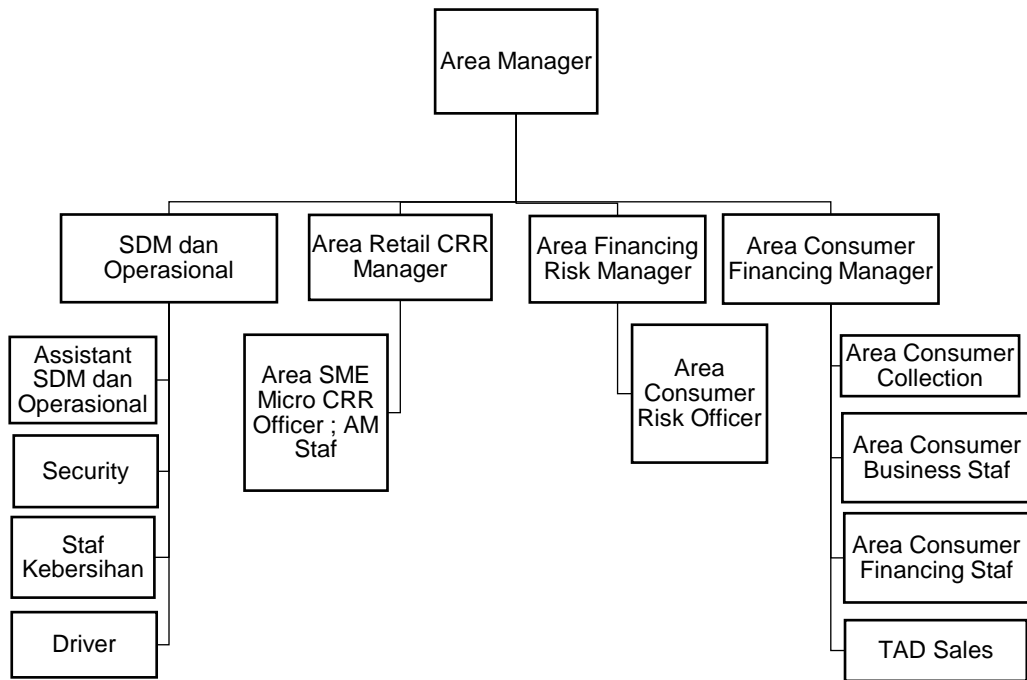 Area Manager
SDM dan
Operasional
Area Retail CRR
Manager
Area Financing
Risk Manager
Area Consumer
Financing Manager
Assistant
SDM dan
Operasional
Security
Staf
Kebersihan
Driver
Area SME
Micro CRR
Officer ; AM
Staf
Area
Consumer
Risk Officer
Area Consumer
Collection
Area Consumer
Business Staf
Area Consumer
Financing Staf
TAD Sales